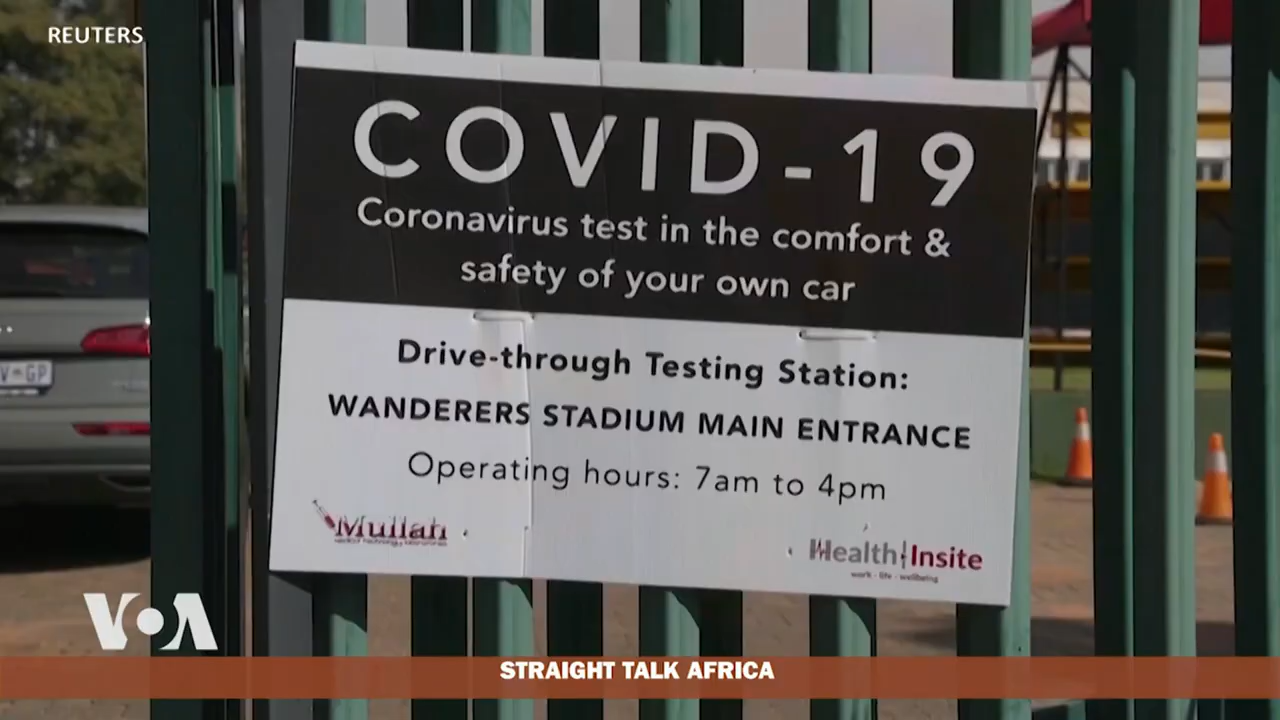 REUTERS
COVID-19
Coronavirus test in the comfort &
safety of your own car
Drive-through Testing Station:
WANDERERS STADIUM MAIN ENTRANCE
Operating hours: 7am to 4pm
Mullah
Health Insite
work - life - wellbeing
GP
VOA
STRAIGHT TALK AFRICA